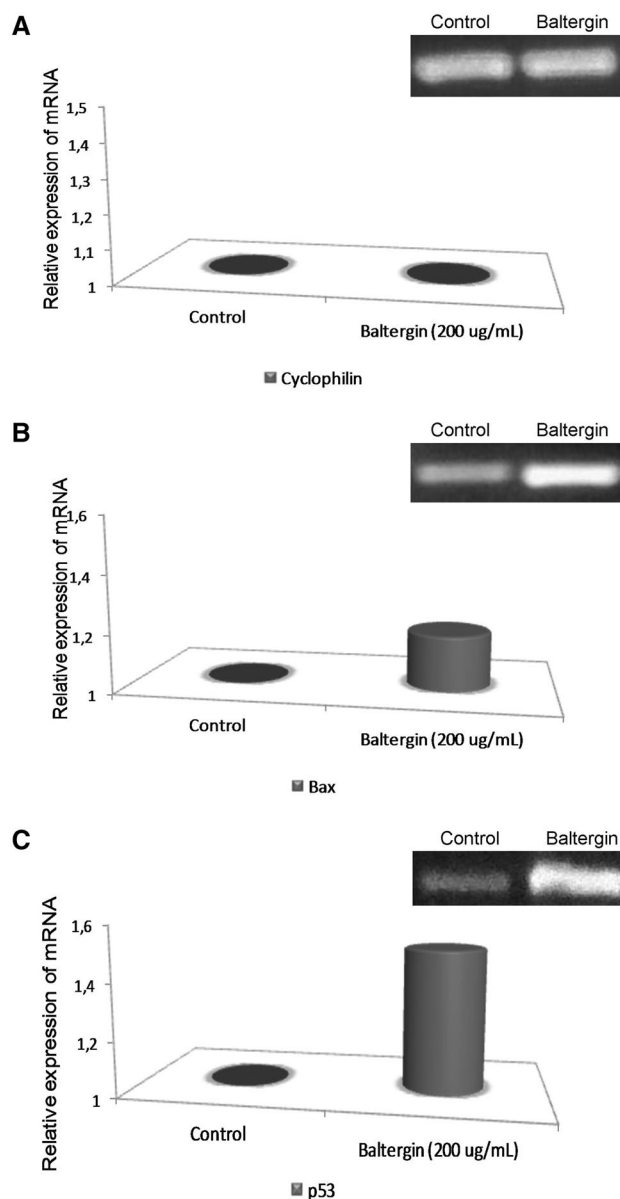 A
Control Baltergin
Relative expression of mRNA
1,5
1,4
1,3
1,2
1,1
1
Control
Baltergin (200 ug/mL)
Cyclophilin
B
Control Baltergin
Relative expression of mRNA
1,6
1,4
1,2
1
Control
Baltergin (200 ug/mL)
Bax
C
Control Baltergin
Relative expression of mRNA
1,6
1,4
1,2
1
Control
Baltergin (200 ug/mL)
p53